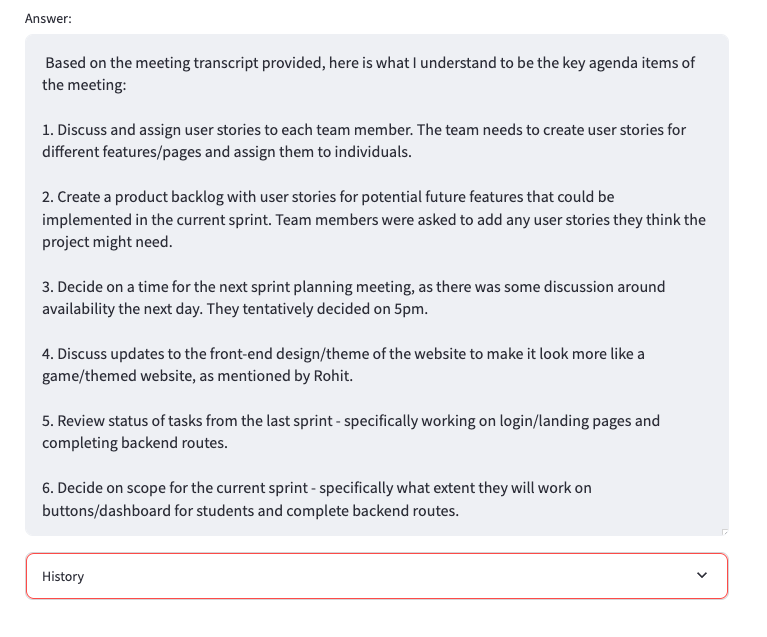 Answer:
Based on the meeting transcript provided, here is what I understand to be the key agenda items of
the meeting:
1. Discuss and assign user stories to each team member. The team needs to create user stories for
different features/pages and assign them to individuals.
2. Create a product backlog with user stories for potential future features that could be
implemented in the current sprint. Team members were asked to add any user stories they think the
project might need.
3. Decide on a time for the next sprint planning meeting, as there was some discussion around
availability the next day. They tentatively decided on 5pm.
4. Discuss updates to the front-end design/theme of the website to make it look more like a
game/themed website, as mentioned by Rohit.
5. Review status of tasks from the last sprint - specifically working on login/landing pages and
completing backend routes.
6. Decide on scope for the current sprint - specifically what extent they will work on
buttons/dashboard for students and complete backend routes.
History